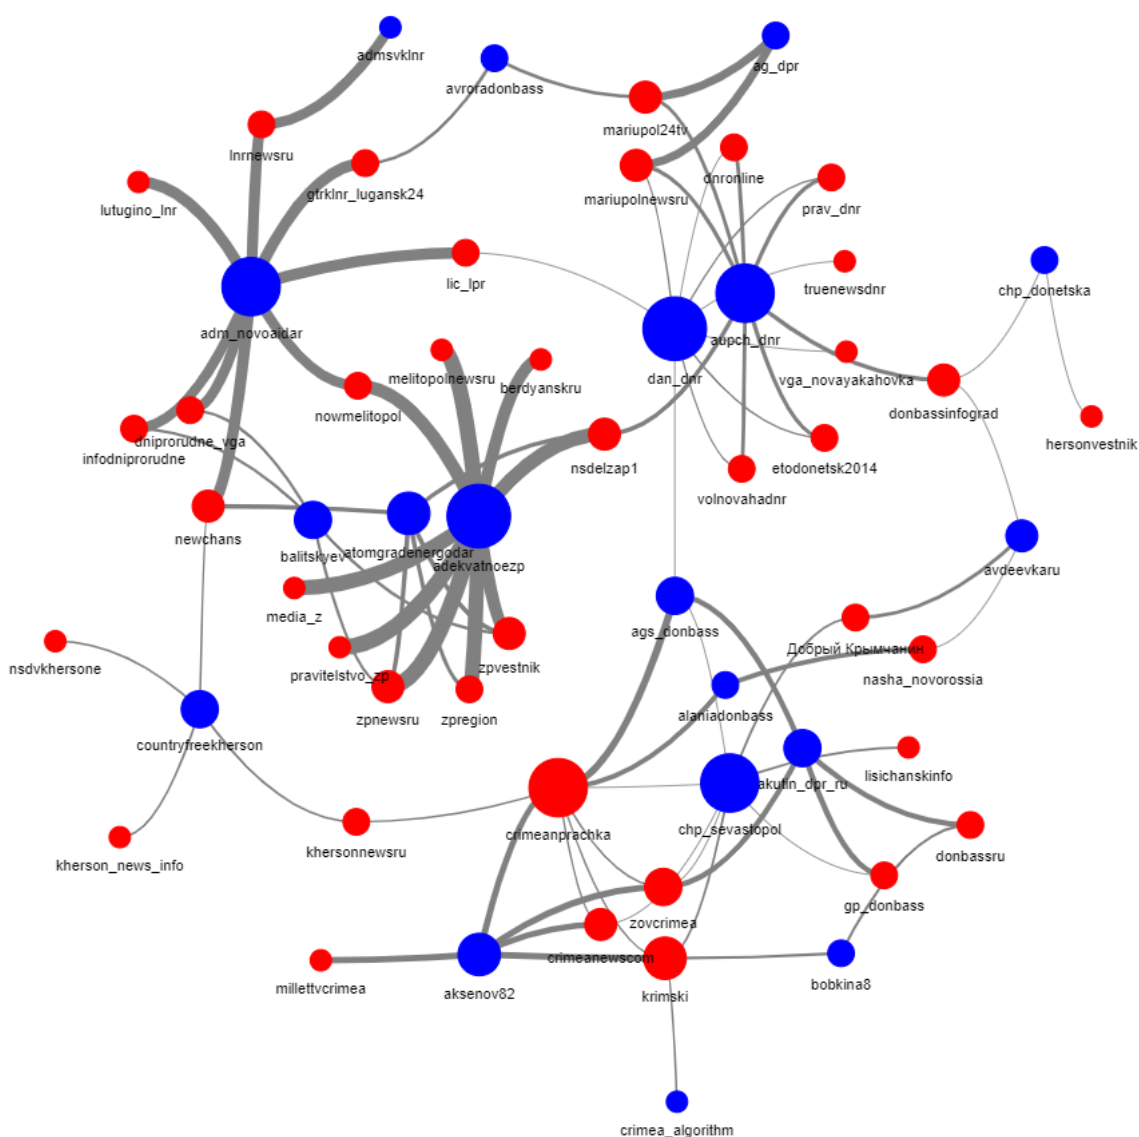 admsvklnr
ag_dpr
avroradonbass
mariupol24tv
lnrnewsru
dnronline
gtrklnr_lugansk24
mariupolnewsru
lutugino_lnr
prav_dnr
lic_lpr
truenewsdnr
chp_donetska
adm_novoaidar
aupch_dnr
dan_dnr
melitopolnewsru
berdyanskru
vga_novayakahovka
nowmelitopol
donbassinfograd
dniprorudne_vga
infodniprorudne
hersonvestnik
nsdelzap1
etodonetsk2014
volnovahadnr
newchans
balitskyev
atomgradenergodar
adekvatnoezp
avdeevkaru
media_z
ags_donbass
Добрый Крымчанин
nsdvkhersone
pravitelstvo_zp
zpvestnik
nasha_novorossia
zpnewsru
zpregion
alaniadonbass
countryfreekherson
lisichanskinfo
akutin_dpr_ru
crimeanprachka
chp_sevastopol
khersonnewsru
kherson_news_info
donbassru
gp_donbass
zovcrimea
crimeanewscom
millettvcrimea
aksenov82
krimski
bobkina8
crimea_algorithm